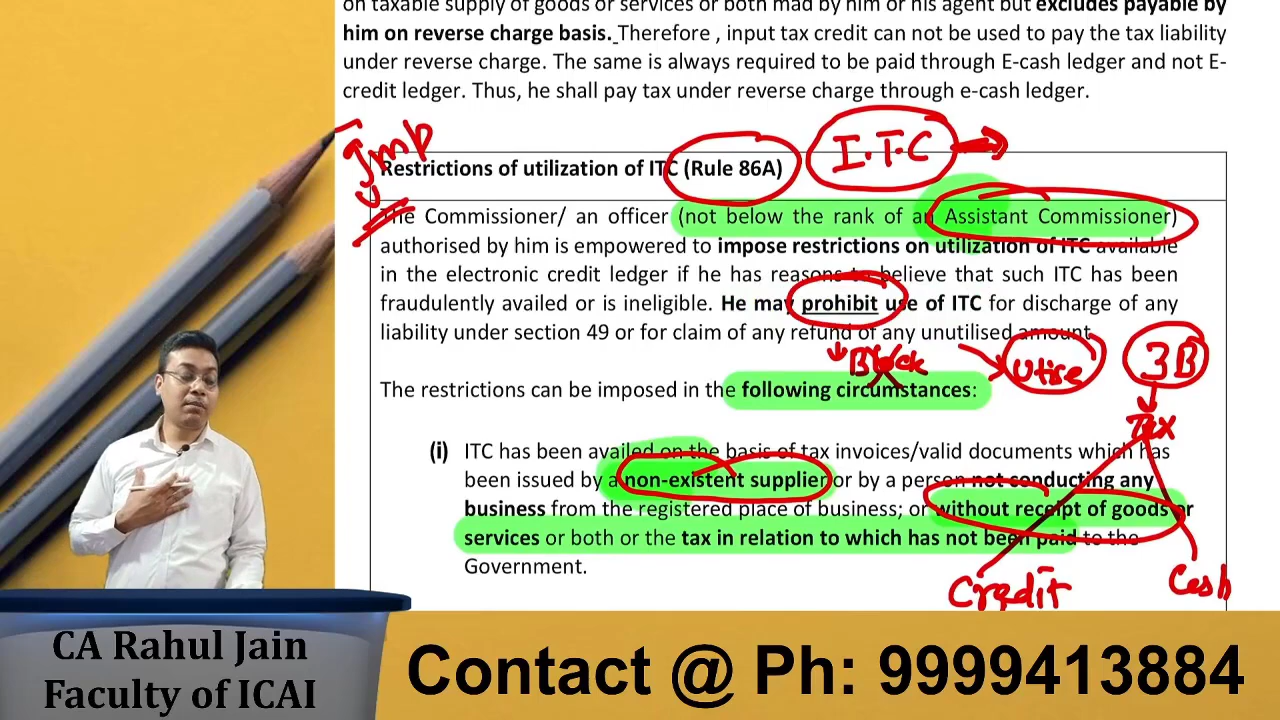 on taxable supply of goods or services or both mad by him or his agent but excludes payable by
him on reverse charge basis. Therefore , input tax credit can not be used to pay the tax liability
under reverse charge. The same is always required to be paid through E-cash ledger and not E-
credit ledger. Thus, he shall pay tax under reverse charge through e-cash ledger.
Imp
I.T.C
Restrictions of utilization of ITC (Rule 86A)
The Commissioner/ an officer (not below the rank of an Assistant Commissioner)
authorised by him is empowered to impose restrictions on utilization of ITC available
in the electronic credit ledger if he has reasons to believe that such ITC has been
fraudulently availed or is ineligible. He may prohibit use of ITC for discharge of any
liability under section 49 or for claim of any refund of any unutilised amount.
Block
Utise
3B
The restrictions can be imposed in the following circumstances:
Tax
(i) ITC has been availed on the basis of tax invoices/valid documents which has
been issued by a non-existent supplier or by a person not conducting any
business from the registered place of business; or without receipt of goods or
services or both or the tax in relation to which has not been paid to the
Government.
Credit
Cash
CA Rahul Jain
Faculty of ICAI
Contact @ Ph: 9999413884